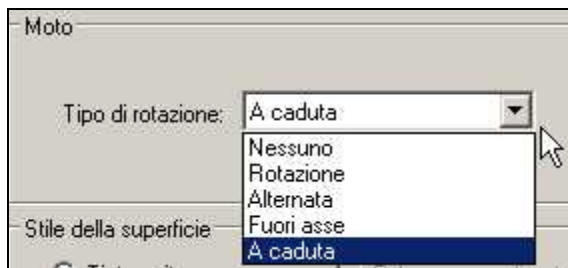 Moto
Tipo di rotazione: A caduta
Nessuno
Rotazione
Alternata
Fuori asse
Stile della superficie
A caduta